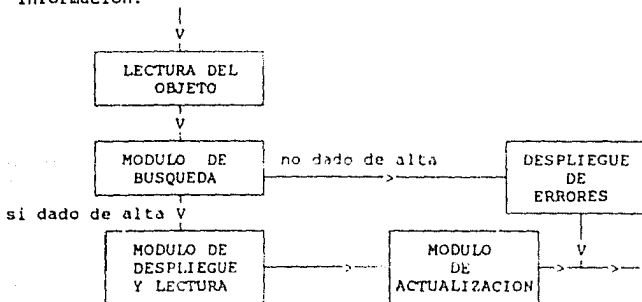 información.
V
LECTURA DEL
OBJETO
V
MODULO DE
BUSQUEDA
no dado de alta
>
DESPLIEGUE
DE
ERRORES
si dado de alta V
V
MODULO DE
DESPLIEGUE
Y LECTURA
>
MODULO
DE
ACTUALIZACION
> >